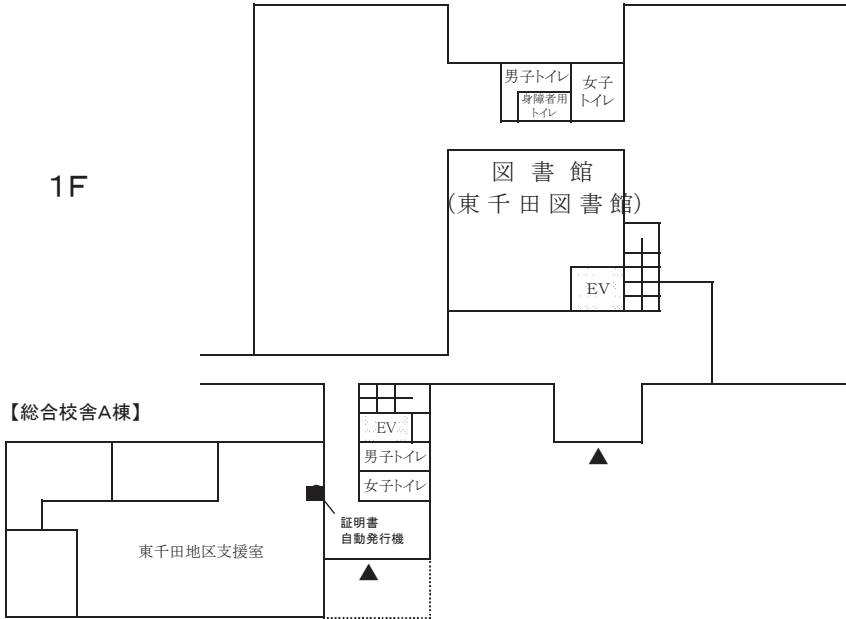 男子トイレ
女子
トイレ
身障者用
トイレ
1F
図書館
(東千田図書館)
EV
【総合校舎A棟】
EV
男子トイレ
女子トイレ
証明書
自動発行機
東千田地区支援室